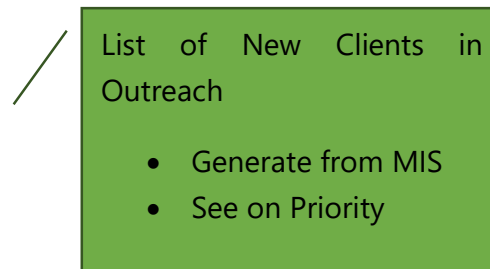 List of New Clients in
Outreach
• Generate from MIS
• See on Priority